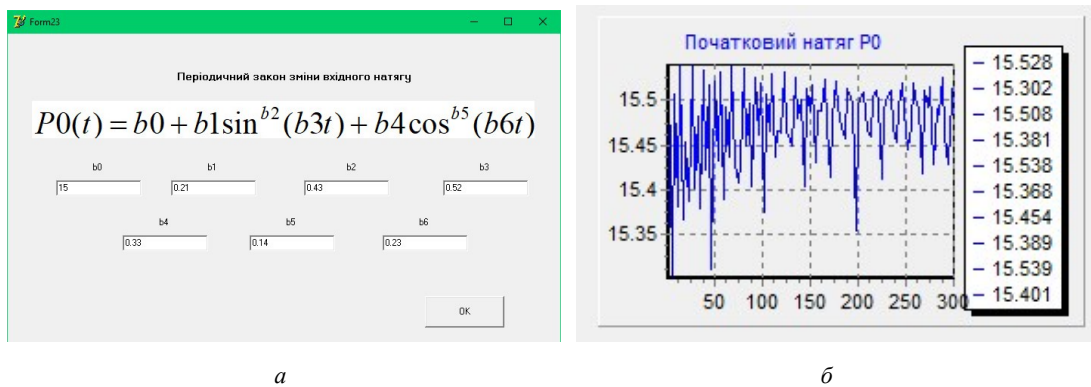 Form23
Періодичний закон зміни вхідного натягу
P0(t) = b0 + b1sin^b2(b3t) + b4cos^b5(b6t)
b0 b1 b2 b3
15 0.21 0.43 0.52
b4 b5 b6
0.33 0.14 0.23
OK
а
Початковий натяг P0
15.5
15.45
15.4
15.35
50 100 150 200 250 300
15.528
15.302
15.508
15.381
15.538
15.368
15.454
15.389
15.539
15.401
б